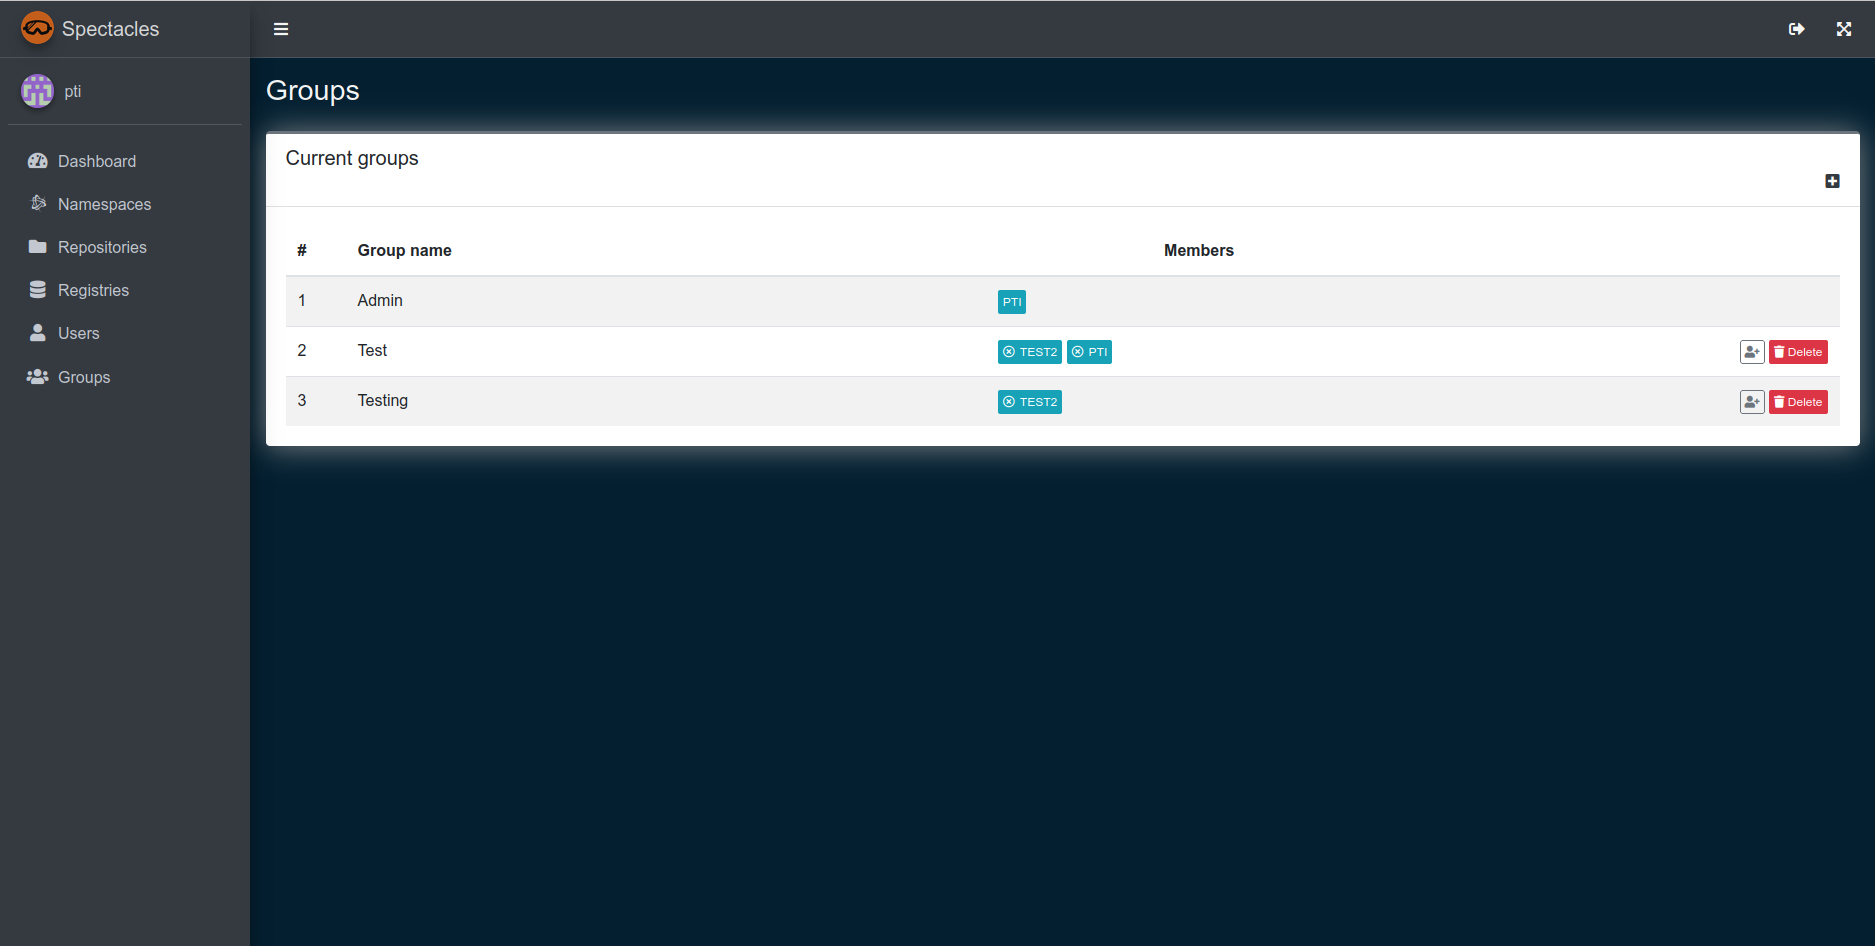 Spectacles
pti
Dashboard
Namespaces
Repositories
Registries
Users
Groups
Groups
Current groups
# Group name Members
1 Admin PTI
2 Test TEST2 PTI Delete
3 Testing TEST2 Delete